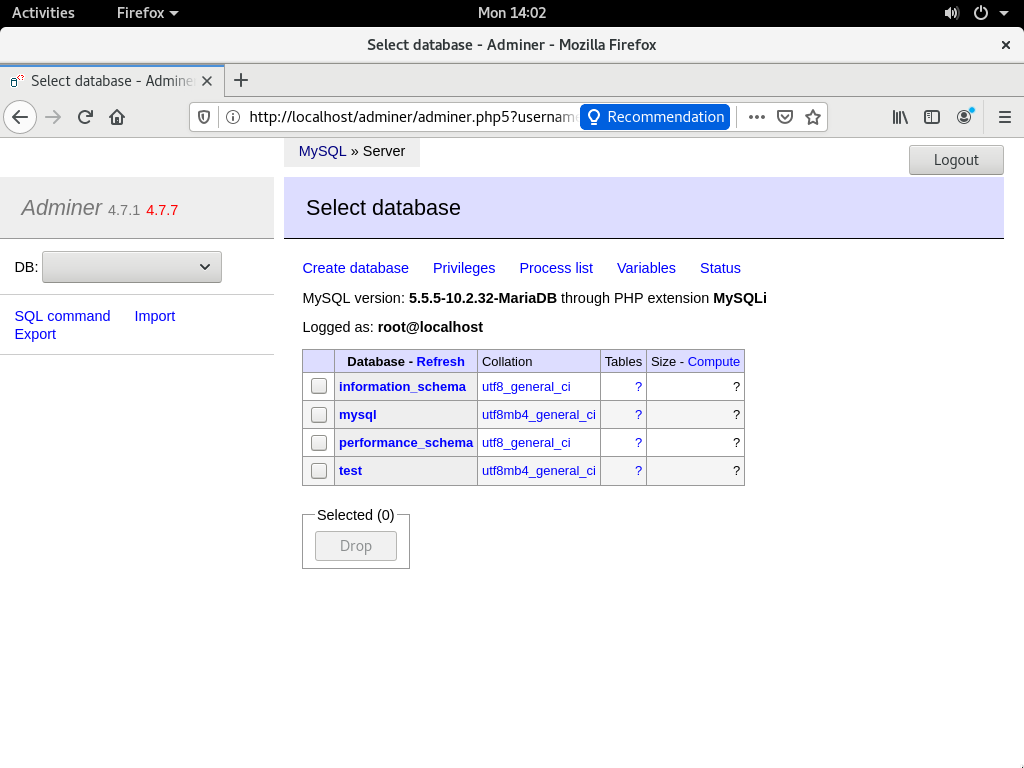 Activities Firefox Mon 14:02
Select database - Adminer - Mozilla Firefox
Select database - Adminer
http://localhost/adminer/adminer.php5?usernam Recommendation
MySQL » Server
Logout
Adminer 4.7.1 4.7.7
Select database
DB:
SQL command Import
Export
Create database Privileges Process list Variables Status
MySQL version: 5.5.5-10.2.32-MariaDB through PHP extension MySQLi
Logged as: root@localhost
Database - Refresh Collation Tables Size - Compute
information_schema utf8_general_ci ? ?
mysql utf8mb4_general_ci ? ?
performance_schema utf8_general_ci ? ?
test utf8mb4_general_ci ? ?
Selected (0)
Drop